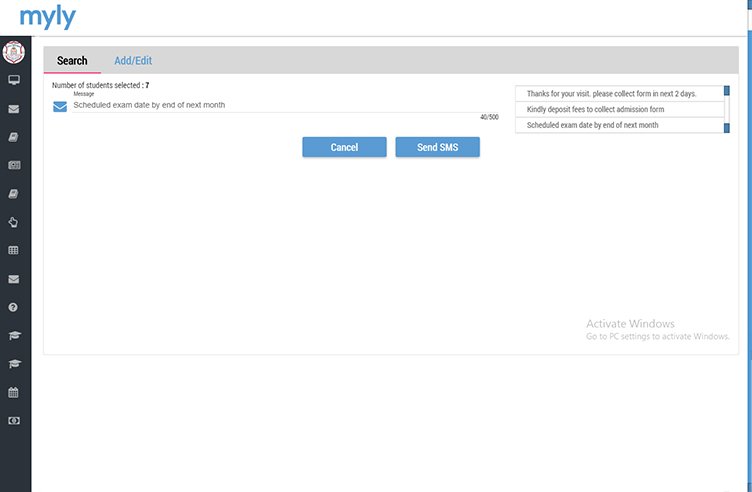 myly
Search
Add/Edit
Number of students selected : 7
Message
Scheduled exam date by end of next month
40/500
Cancel
Send SMS
Thanks for your visit. please collect form in next 2 days.
Kindly deposit fees to collect admission form
Scheduled exam date by end of next month
Activate Windows
Go to PC settings to activate Windows.